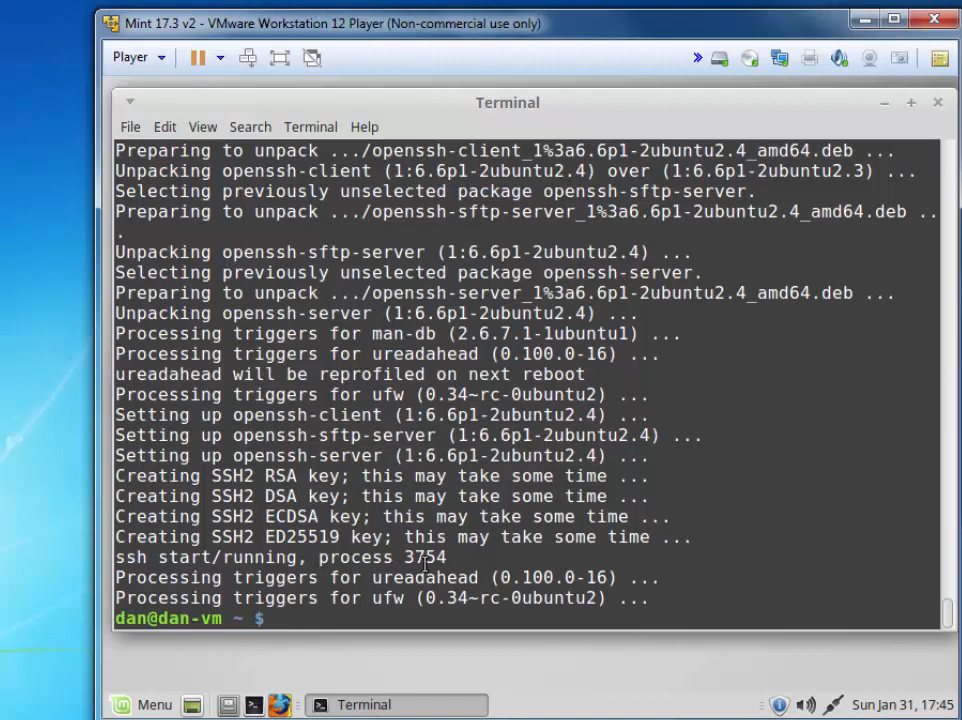 Mint 17.3 v2 - VMware Workstation 12 Player (Non-commercial use only)
Player
Terminal
File Edit View Search Terminal Help
Preparing to unpack .../openssh-client_1%3a6.6p1-2ubuntu2.4_amd64.deb ...
Unpacking openssh-client (1:6.6p1-2ubuntu2.4) over (1:6.6p1-2ubuntu2.3) ...
Selecting previously unselected package openssh-sftp-server.
Preparing to unpack .../openssh-sftp-server_1%3a6.6p1-2ubuntu2.4_amd64.deb ..
.
Unpacking openssh-sftp-server (1:6.6p1-2ubuntu2.4) ...
Selecting previously unselected package openssh-server.
Preparing to unpack .../openssh-server_1%3a6.6p1-2ubuntu2.4_amd64.deb ...
Unpacking openssh-server (1:6.6p1-2ubuntu2.4) ...
Processing triggers for man-db (2.6.7.1-1ubuntu1) ...
Processing triggers for ureadahead (0.100.0-16) ...
ureadahead will be reprofiled on next reboot
Processing triggers for ufw (0.34~rc-0ubuntu2) ...
Setting up openssh-client (1:6.6p1-2ubuntu2.4) ...
Setting up openssh-sftp-server (1:6.6p1-2ubuntu2.4) ...
Setting up openssh-server (1:6.6p1-2ubuntu2.4) ...
Creating SSH2 RSA key; this may take some time ...
Creating SSH2 DSA key; this may take some time ...
Creating SSH2 ECDSA key; this may take some time ...
Creating SSH2 ED25519 key; this may take some time ...
ssh start/running, process 3754
Processing triggers for ureadahead (0.100.0-16) ...
Processing triggers for ufw (0.34~rc-0ubuntu2) ...
dan@dan-vm ~ $
Menu Terminal Sun Jan 31, 17:45